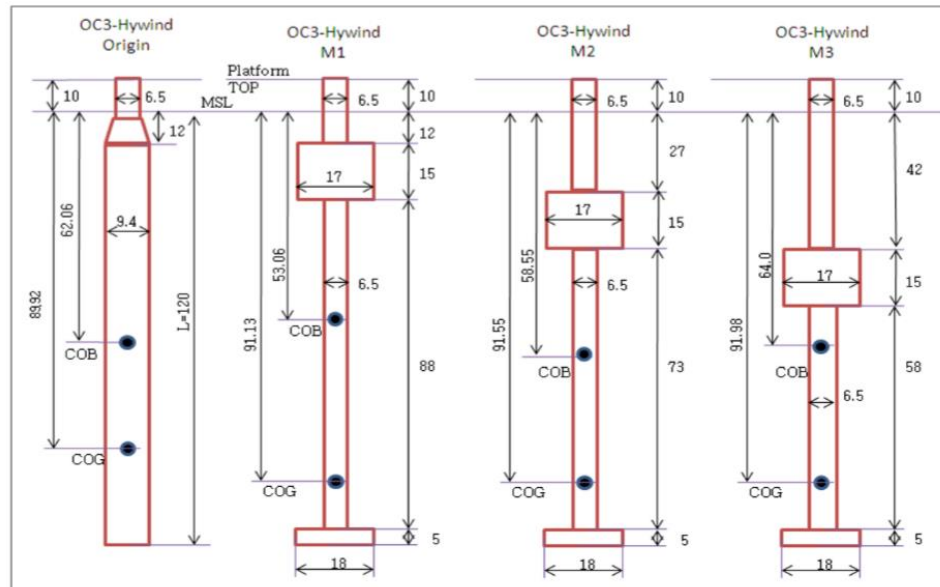 OC3-Hywind
Origin
10
6.5
12
62.06
89.92
9.4
L=120
COB
COG
OC3-Hywind
M1
Platform
TOP
MSL
6.5
10
12
17
15
53.06
91.13
6.5
COB
88
COG
5
18
OC3-Hywind
M2
6.5
10
27
17
15
58.55
91.55
6.5
COB
73
COG
5
18
OC3-Hywind
M3
6.5
10
42
17
15
64.0
91.98
COB
6.5
58
COG
5
18